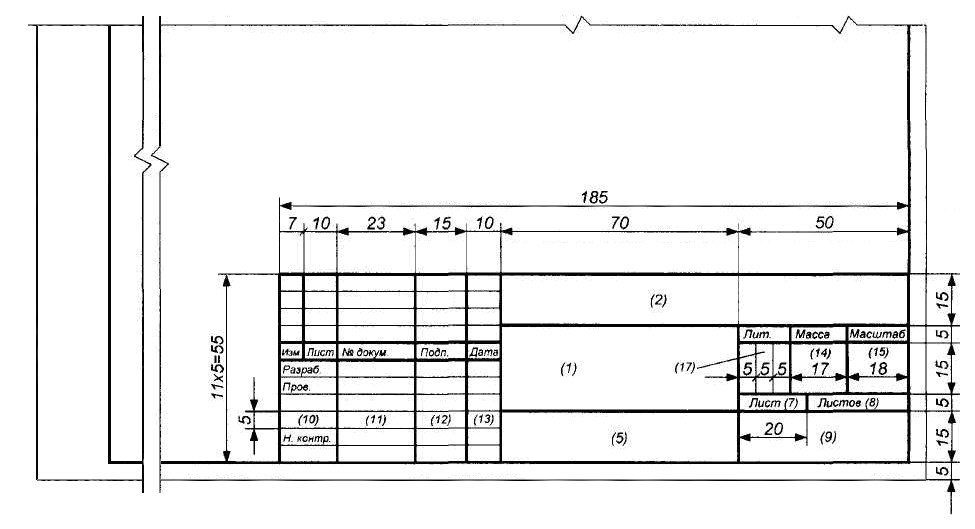 185
7 10 23 15 10 70 50
(2)
15
Лит. Масса Масштаб
5
Изм Лист № докум. Подп. Дата
(17) (14) (15)
Разраб.
(1)
5 5 5 17 18
15
11x5=55
Пров.
Лист (7) Листов (8)
5
5
(10) (11) (12) (13)
20
15
Н. контр.
(5)
(9)
5